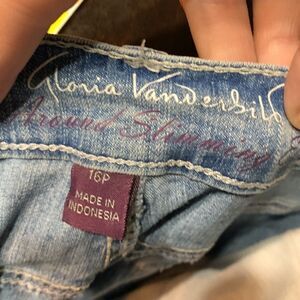 Gloria Vanderbilt
Around Slimming
16P
MADE IN
INDONESIA